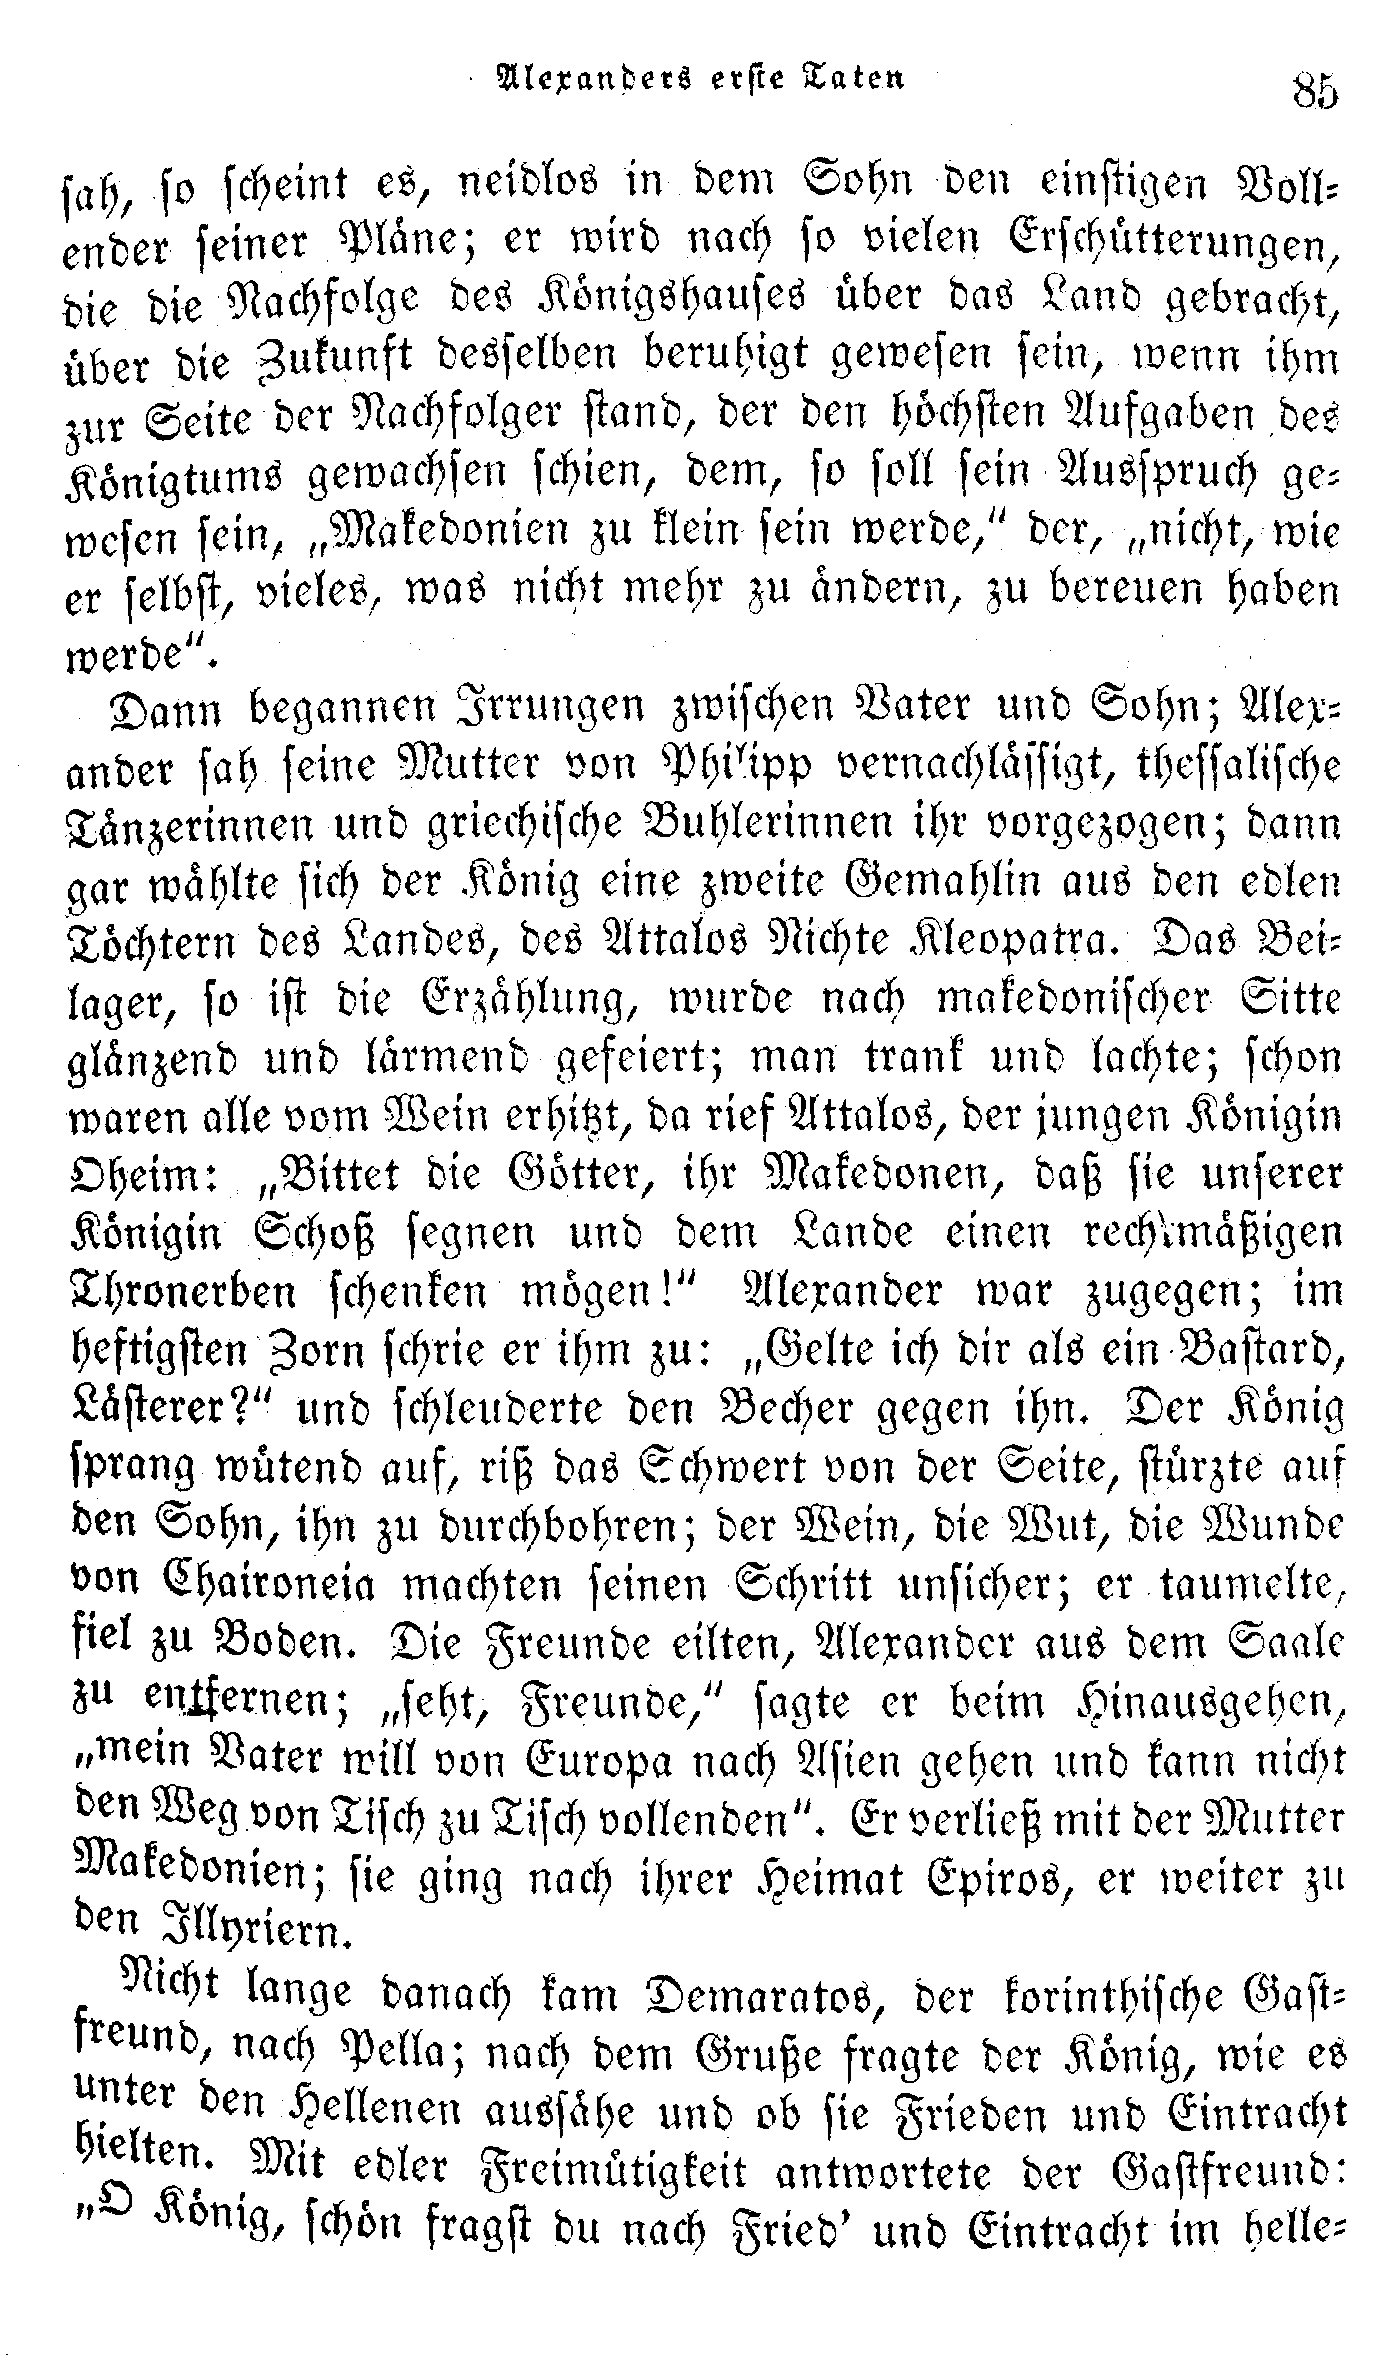 Alexanders erste Taten
85
sah, so scheint es, neidlos in dem Sohn den einstigen Voll-
ender seiner Pläne; er wird nach so vielen Erschütterungen,
die die Nachfolge des Königshauses über das Land gebracht,
über die Zukunft desselben beruhigt gewesen sein, wenn ihm
zur Seite der Nachfolger stand, der den höchsten Aufgaben des
Königtums gewachsen schien, dem, so soll sein Ausspruch ge-
wesen sein, „Makedonien zu klein sein werde,“ der, „nicht, wie
er selbst, vieles, was nicht mehr zu ändern, zu bereuen haben
werde“.
Dann begannen Irrungen zwischen Vater und Sohn; Alex-
ander sah seine Mutter von Philipp vernachlässigt, thessalische
Tänzerinnen und griechische Buhlerinnen ihr vorgezogen; dann
gar wählte sich der König eine zweite Gemahlin aus den edlen
Töchtern des Landes, des Attalos Nichte Kleopatra. Das Bei-
lager, so ist die Erzählung, wurde nach makedonischer Sitte
glänzend und lärmend gefeiert; man trank und lachte; schon
waren alle vom Wein erhitzt, da rief Attalos, der jungen Königin
Oheim: „Bittet die Götter, ihr Makedonen, daß sie unserer
Königin Schoß segnen und dem Lande einen rechtmäßigen
Thronerben schenken mögen!“ Alexander war zugegen; im
heftigsten Zorn schrie er ihm zu: „Gelte ich dir als ein Bastard,
Lästerer?“ und schleuderte den Becher gegen ihn. Der König
sprang wütend auf, riß das Schwert von der Seite, stürzte auf
den Sohn, ihn zu durchbohren; der Wein, die Wut, die Wunde
von Chaironeia machten seinen Schritt unsicher; er taumelte,
fiel zu Boden. Die Freunde eilten, Alexander aus dem Saale
zu entfernen; „seht, Freunde,“ sagte er beim Hinausgehen,
„mein Vater will von Europa nach Asien gehen und kann nicht
den Weg von Tisch zu Tisch vollenden“. Er verließ mit der Mutter
Makedonien; sie ging nach ihrer Heimat Epiros, er weiter zu
den Illyriern.
Nicht lange danach kam Demaratos, der korinthische Gast-
freund, nach Pella; nach dem Gruße fragte der König, wie es
unter den Hellenen aussähe und ob sie Frieden und Eintracht
hielten. Mit edler Freimütigkeit antwortete der Gastfreund:
„O König, schön fragst du nach Fried’ und Eintracht im helle-